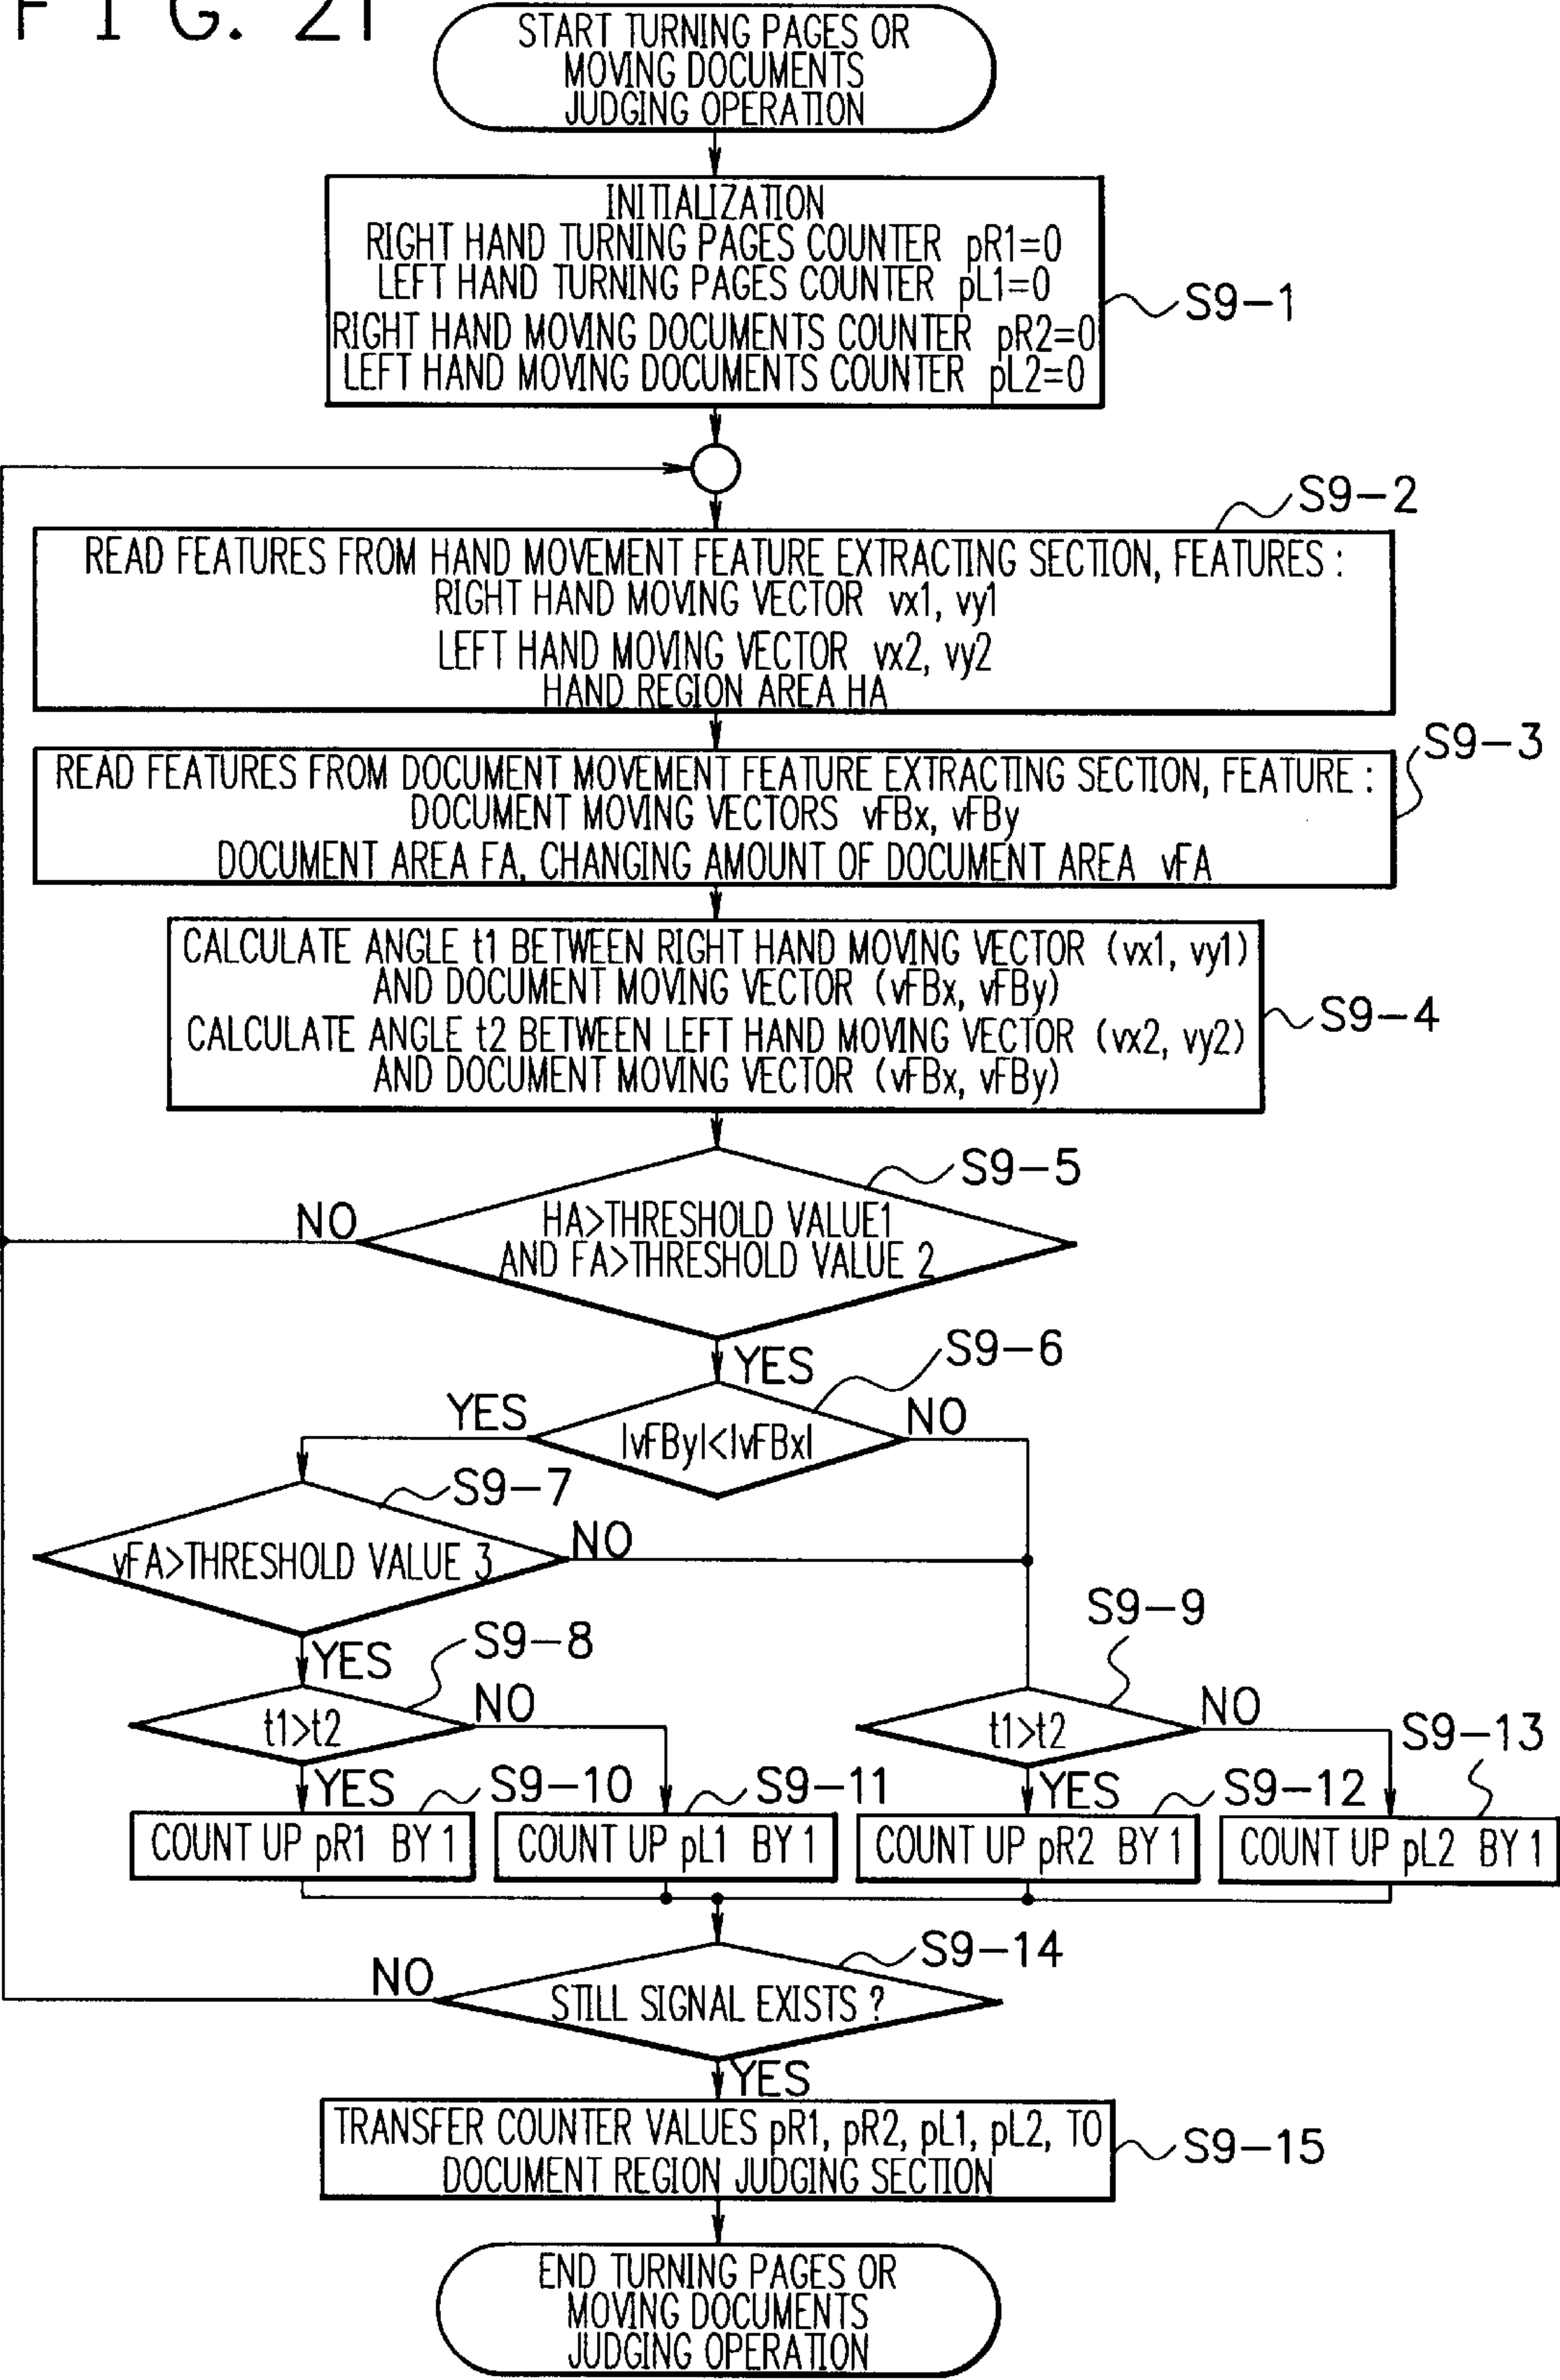 FIG. 21
START TURNING PAGES OR
MOVING DOCUMENTS
JUDGING OPERATION
INITIALIZATION
RIGHT HAND TURNING PAGES COUNTER pR1=0
LEFT HAND TURNING PAGES COUNTER pL1=0
RIGHT HAND MOVING DOCUMENTS COUNTER pR2=0
LEFT HAND MOVING DOCUMENTS COUNTER pL2=0
S9-1
S9-2
READ FEATURES FROM HAND MOVEMENT FEATURE EXTRACTING SECTION, FEATURES :
RIGHT HAND MOVING VECTOR vx1, vy1
LEFT HAND MOVING VECTOR vx2, vy2
HAND REGION AREA HA
S9-3
READ FEATURES FROM DOCUMENT MOVEMENT FEATURE EXTRACTING SECTION, FEATURE :
DOCUMENT MOVING VECTORS vFBx, vFBy
DOCUMENT AREA FA, CHANGING AMOUNT OF DOCUMENT AREA vFA
CALCULATE ANGLE t1 BETWEEN RIGHT HAND MOVING VECTOR (vx1, vy1)
AND DOCUMENT MOVING VECTOR (vFBx, vFBy)
CALCULATE ANGLE t2 BETWEEN LEFT HAND MOVING VECTOR (vx2, vy2)
AND DOCUMENT MOVING VECTOR (vFBx, vFBy)
S9-4
S9-5
NO
HA>THRESHOLD VALUE1
AND FA>THRESHOLD VALUE 2
YES
S9-6
YES
|vFBy|<|vFBx|
NO
S9-7
vFA>THRESHOLD VALUE 3
NO
YES
S9-8
t1>t2
NO
S9-9
t1>t2
NO
S9-13
YES
S9-10
S9-11
YES
S9-12
COUNT UP pR1 BY 1
COUNT UP pL1 BY 1
COUNT UP pR2 BY 1
COUNT UP pL2 BY 1
S9-14
NO
STILL SIGNAL EXISTS ?
YES
TRANSFER COUNTER VALUES pR1, pR2, pL1, pL2, TO
DOCUMENT REGION JUDGING SECTION
S9-15
END TURNING PAGES OR
MOVING DOCUMENTS
JUDGING OPERATION